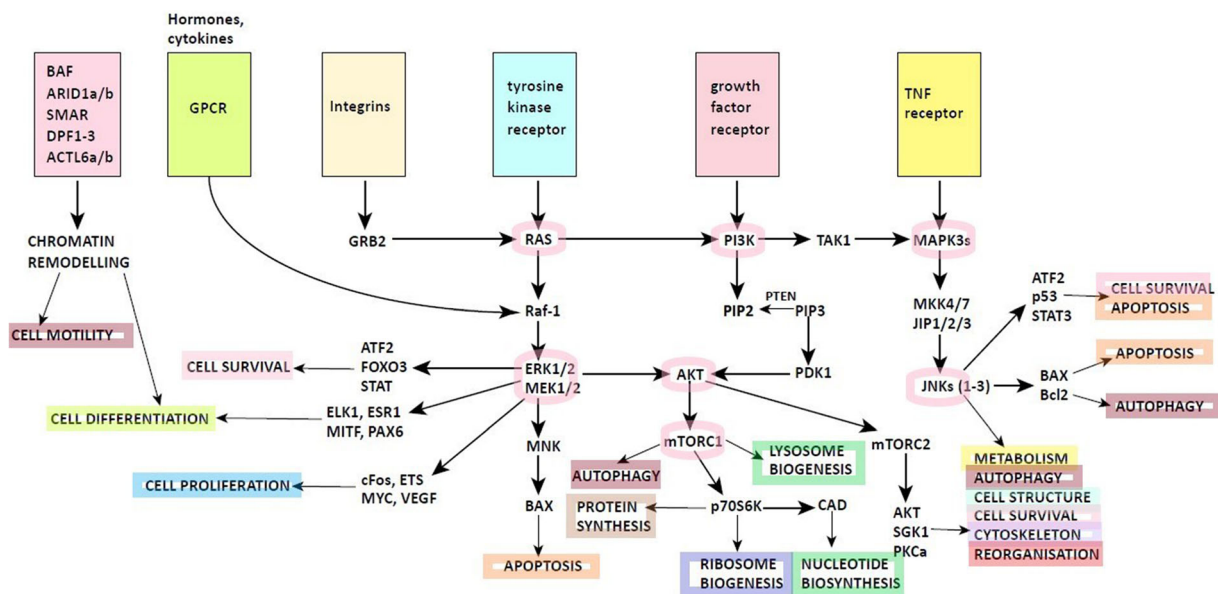 Hormones,
cytokines
BAF
ARID1a/b
SMAR
DPF1-3
ACTL6a/b
GPCR
Integrins
tyrosine
kinase
receptor
growth
factor
receptor
TNF
receptor
CHROMATIN
REMODELLING
GRB2
RAS
PI3K
TAK1
MAPK3s
CELL MOTILITY
Raf-1
PIP2
PTEN
PIP3
MKK4/7
JIP1/2/3
ATF2
p53
STAT3
CELL SURVIVAL
APOPTOSIS
CELL SURVIVAL
ATF2
FOXO3
STAT
ERK1/2
MEK1/2
AKT
PDK1
JNKs (1-3)
BAX
Bcl2
APOPTOSIS
AUTOPHAGY
CELL DIFFERENTIATION
ELK1, ESR1
MITF, PAX6
MNK
mTORC1
LYSOSOME
BIOGENESIS
mTORC2
METABOLISM
AUTOPHAGY
CELL STRUCTURE
CELL SURVIVAL
CYTOSKELETON
REORGANISATION
CELL PROLIFERATION
cFos, ETS
MYC, VEGF
BAX
AUTOPHAGY
PROTEIN
SYNTHESIS
p70S6K
CAD
AKT
SGK1
PKCa
APOPTOSIS
RIBOSOME
BIOGENESIS
NUCLEOTIDE
BIOSYNTHESIS